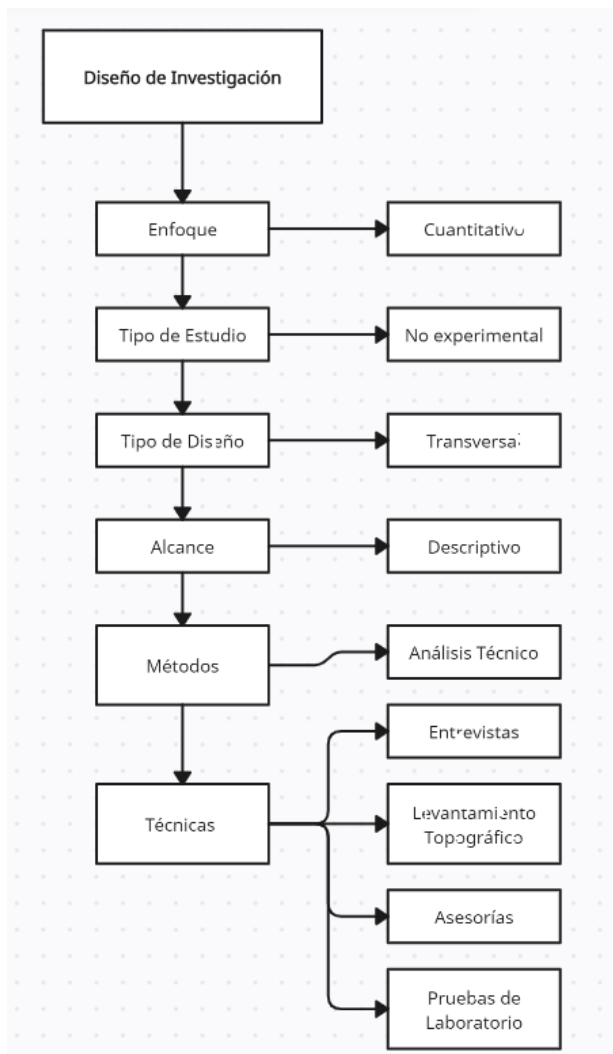 Diseño de Investigación
Enfoque
Cuantitativo
Tipo de Estudio
No experimental
Tipo de Diseño
Transversal
Alcance
Descriptivo
Métodos
Análisis Técnico
Técnicas
Entrevistas
Levantamiento
Topográfico
Asesorías
Pruebas de
Laboratorio